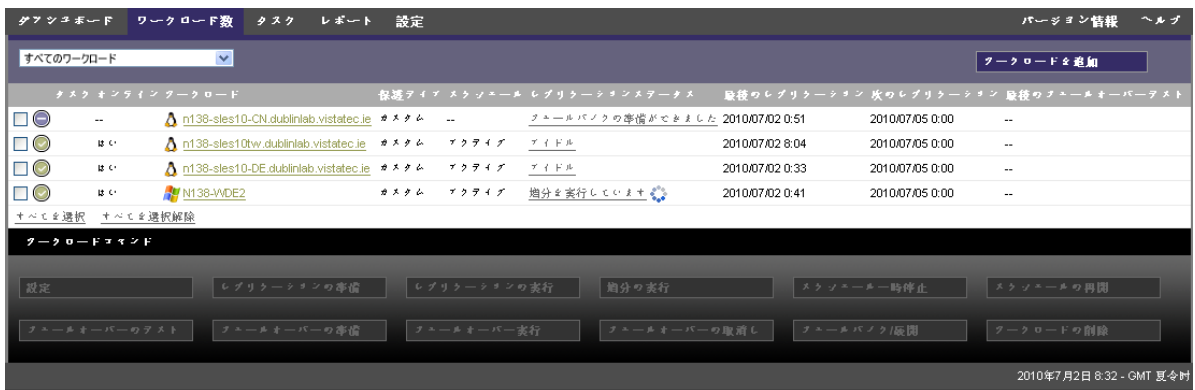 ダッシュボード ワークロード数 タスク レポート 設定 バージョン情報 ヘルプ
すべてのワークロード ワークロードを追加
タスク オンライン ワークロード 保護ティア スケジュール レプリケーションステータス 最後のレプリケーション 次のレプリケーション 最後のフェールオーバーテスト
-- n138-sles10-CN.dublinlab.vistatec.ie カスタム -- フェールバックの準備ができました 2010/07/02 0:51 2010/07/05 0:00 --
はい n138-sles10tw.dublinlab.vistatec.ie カスタム アクティブ アイドル 2010/07/02 8:04 2010/07/05 0:00 --
はい n138-sles10-DE.dublinlab.vistatec.ie カスタム アクティブ アイドル 2010/07/02 0:33 2010/07/05 0:00 --
はい N138-WDE2 カスタム アクティブ 増分を実行しています 2010/07/02 0:41 2010/07/05 0:00 --
すべてを選択 すべてを選択解除
ワークロードコマンド
設定 レプリケーションの準備 レプリケーションの実行 増分の実行 スケジュール一時停止 スケジュールの再開
フェールオーバーのテスト フェールオーバーの準備 フェールオーバー実行 フェールオーバーの取消し フェールバック/展開 ワークロードの削除
2010年7月2日 8:32 - GMT 夏令时